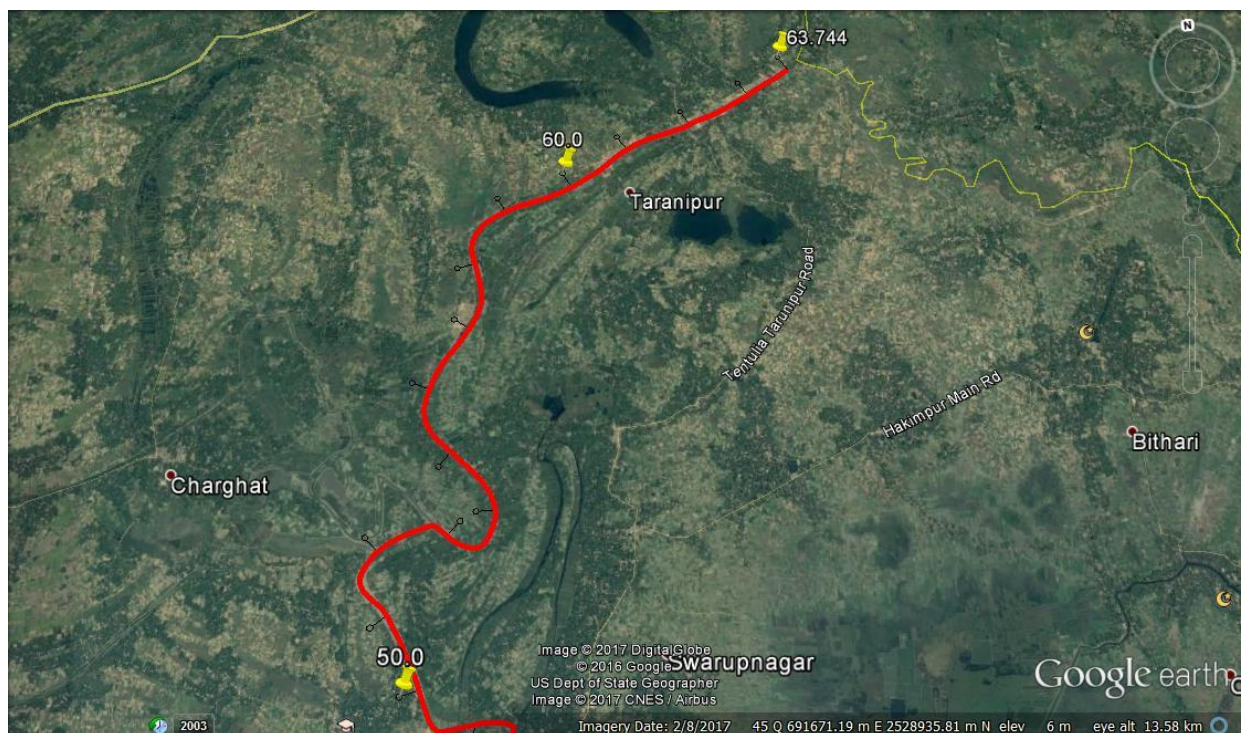 N
63.744
60.0
Taranipur
Tentulia Tarunipur Road
Hakimpur Main Rd
Bithari
Charghat
50.0
Image © 2017 DigitalGlobe
© 2016 Google
US Dept of State Geographer
Image © 2017 CNES / Airbus
Swarupnagar
Google earth
2003
Imagery Date: 2/8/2017 45 Q 691671.19 m E 2528935.81 m N elev 6 m eye alt 13.58 km